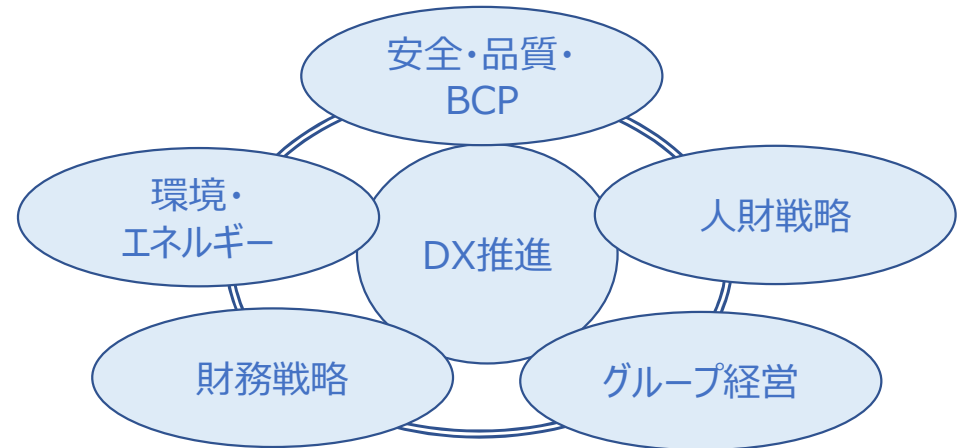 安全・品質・
BCP
環境・
エネルギー
人財戦略
DX推進
財務戦略
グループ経営